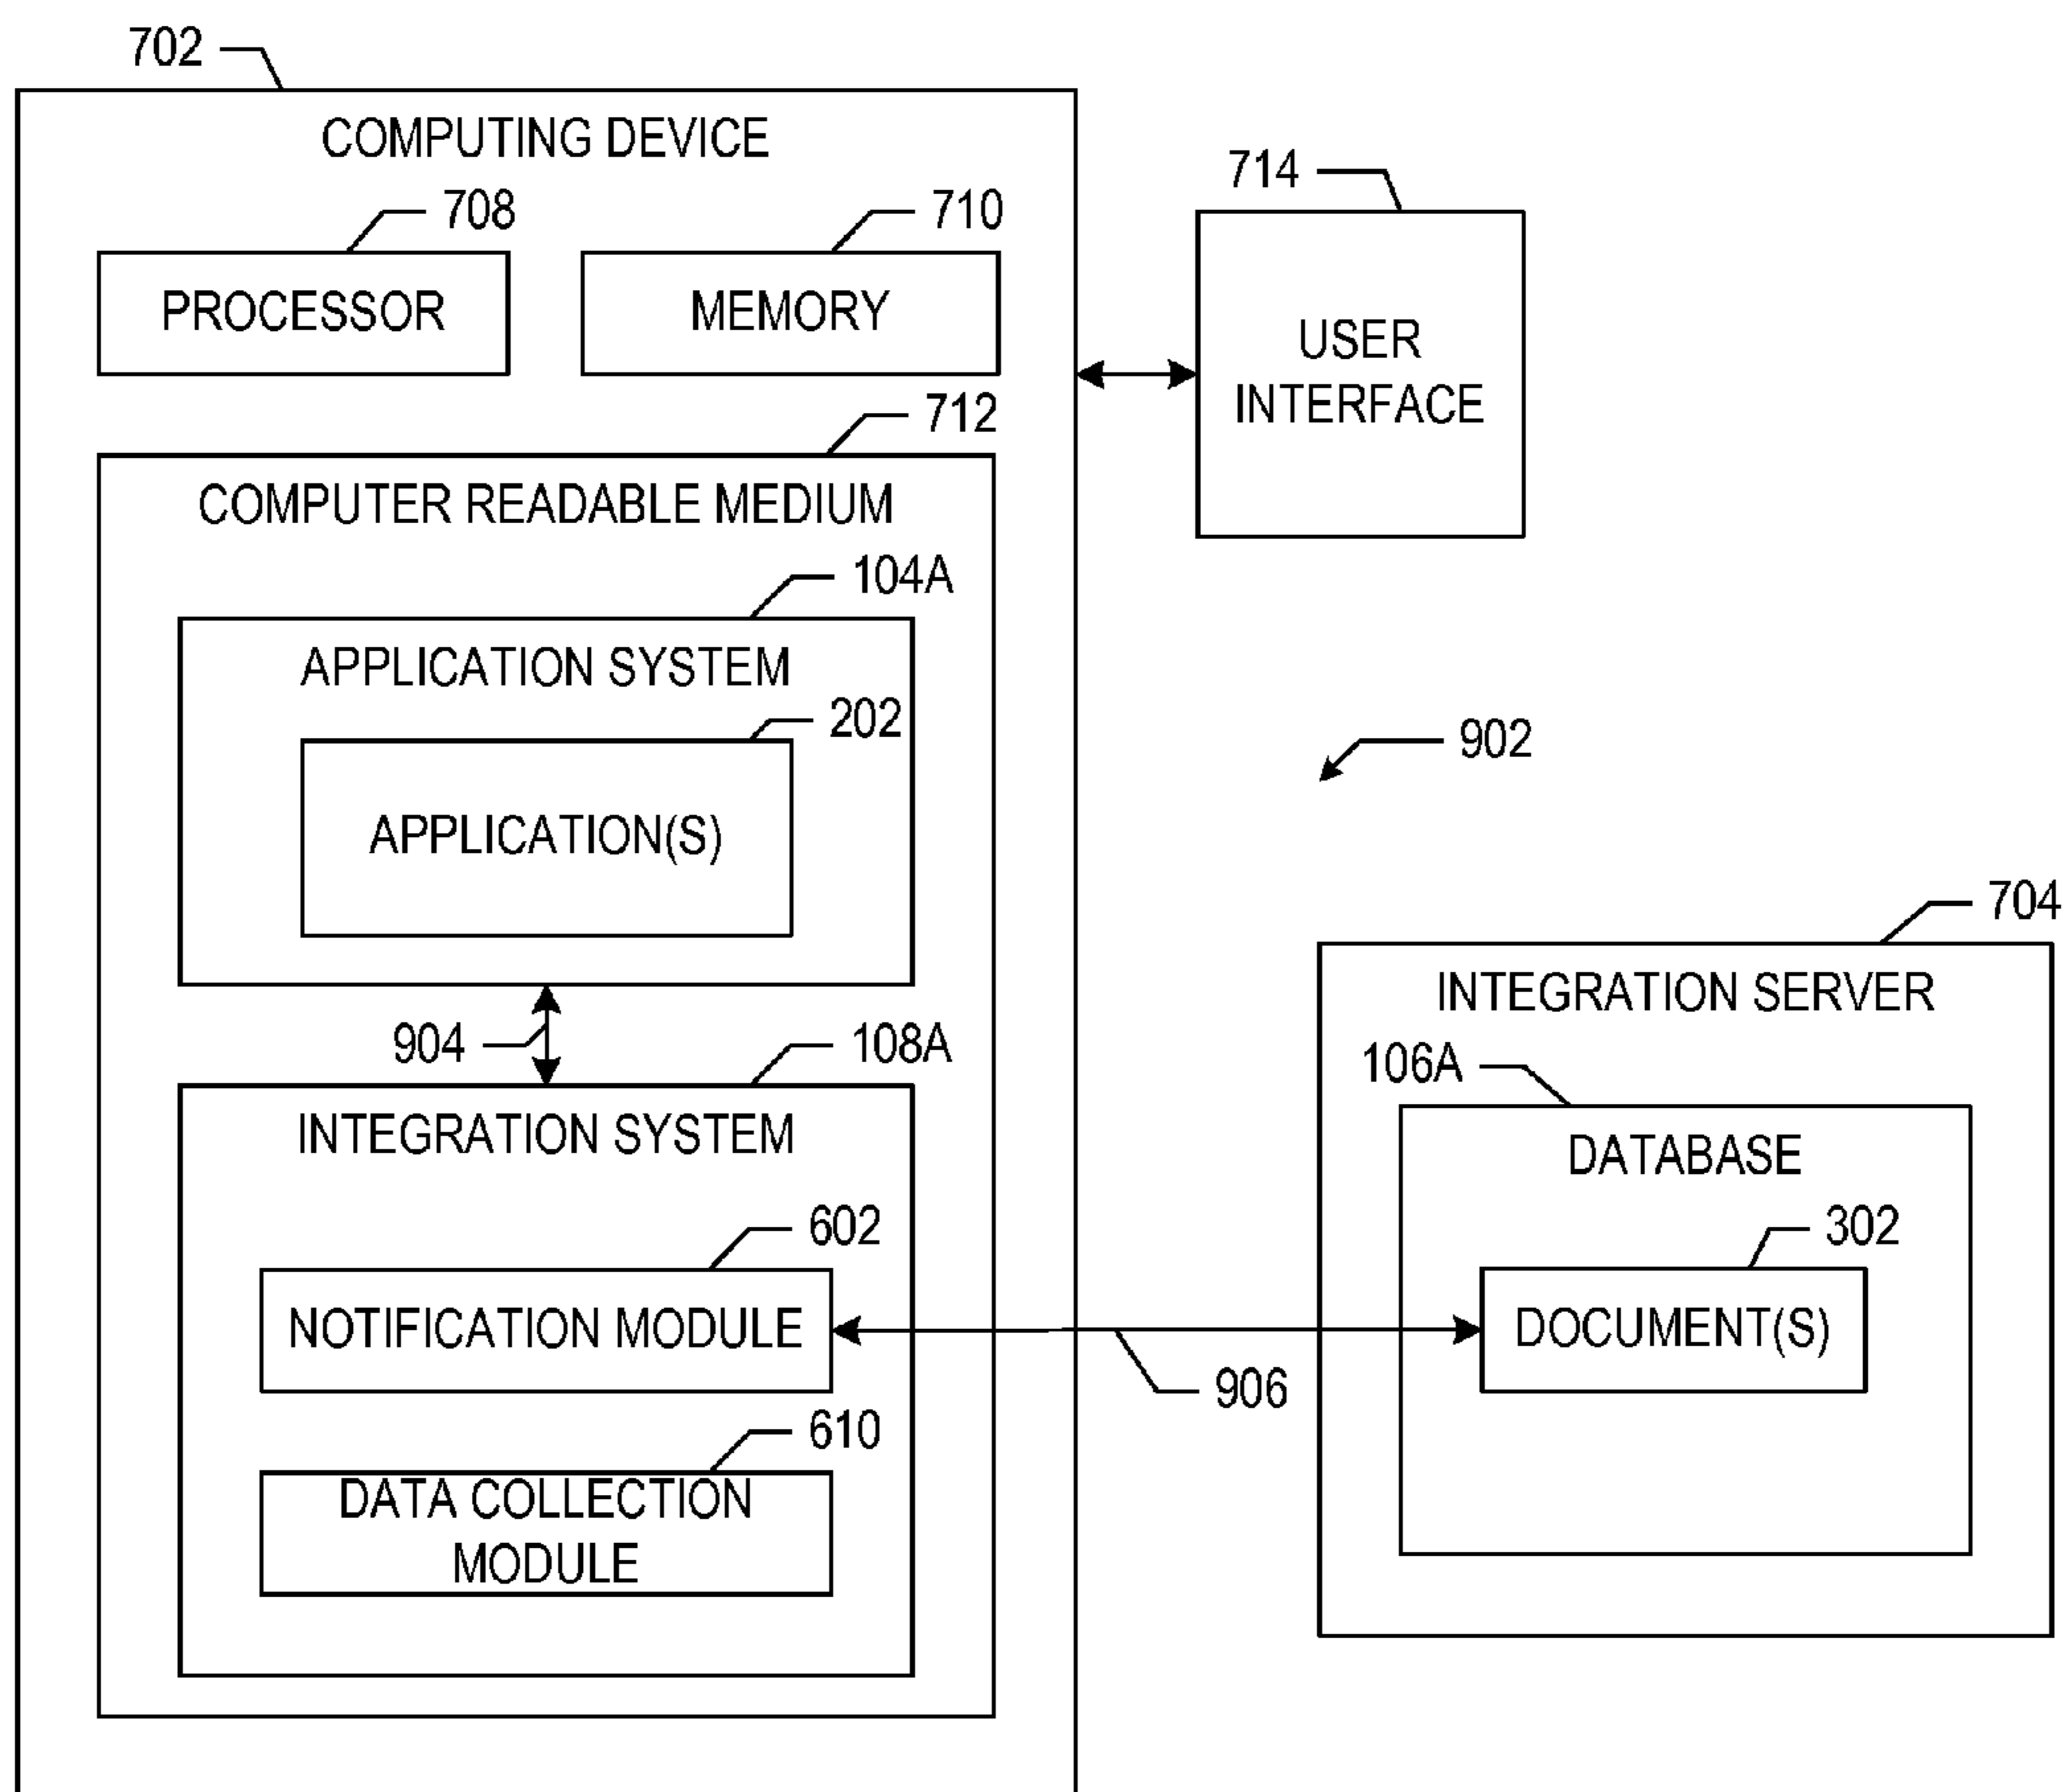 702
COMPUTING DEVICE
708
710
714
PROCESSOR
MEMORY
USER
INTERFACE
712
COMPUTER READABLE MEDIUM
104A
APPLICATION SYSTEM
202
902
APPLICATION(S)
704
INTEGRATION SERVER
904
108A
106A
INTEGRATION SYSTEM
DATABASE
602
302
NOTIFICATION MODULE
DOCUMENT(S)
906
610
DATA COLLECTION
MODULE